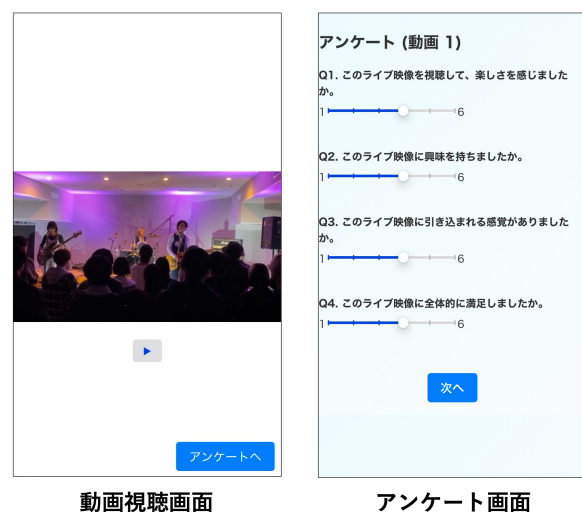 アンケートへ
動画視聴画面
アンケート (動画 1)
Q1. このライブ映像を視聴して、楽しさを感じました
か。
1 6
Q2. このライブ映像に興味を持ちましたか。
1 6
Q3. このライブ映像に引き込まれる感覚がありました
か。
1 6
Q4. このライブ映像に全体的に満足しましたか。
1 6
次へ
アンケート画面